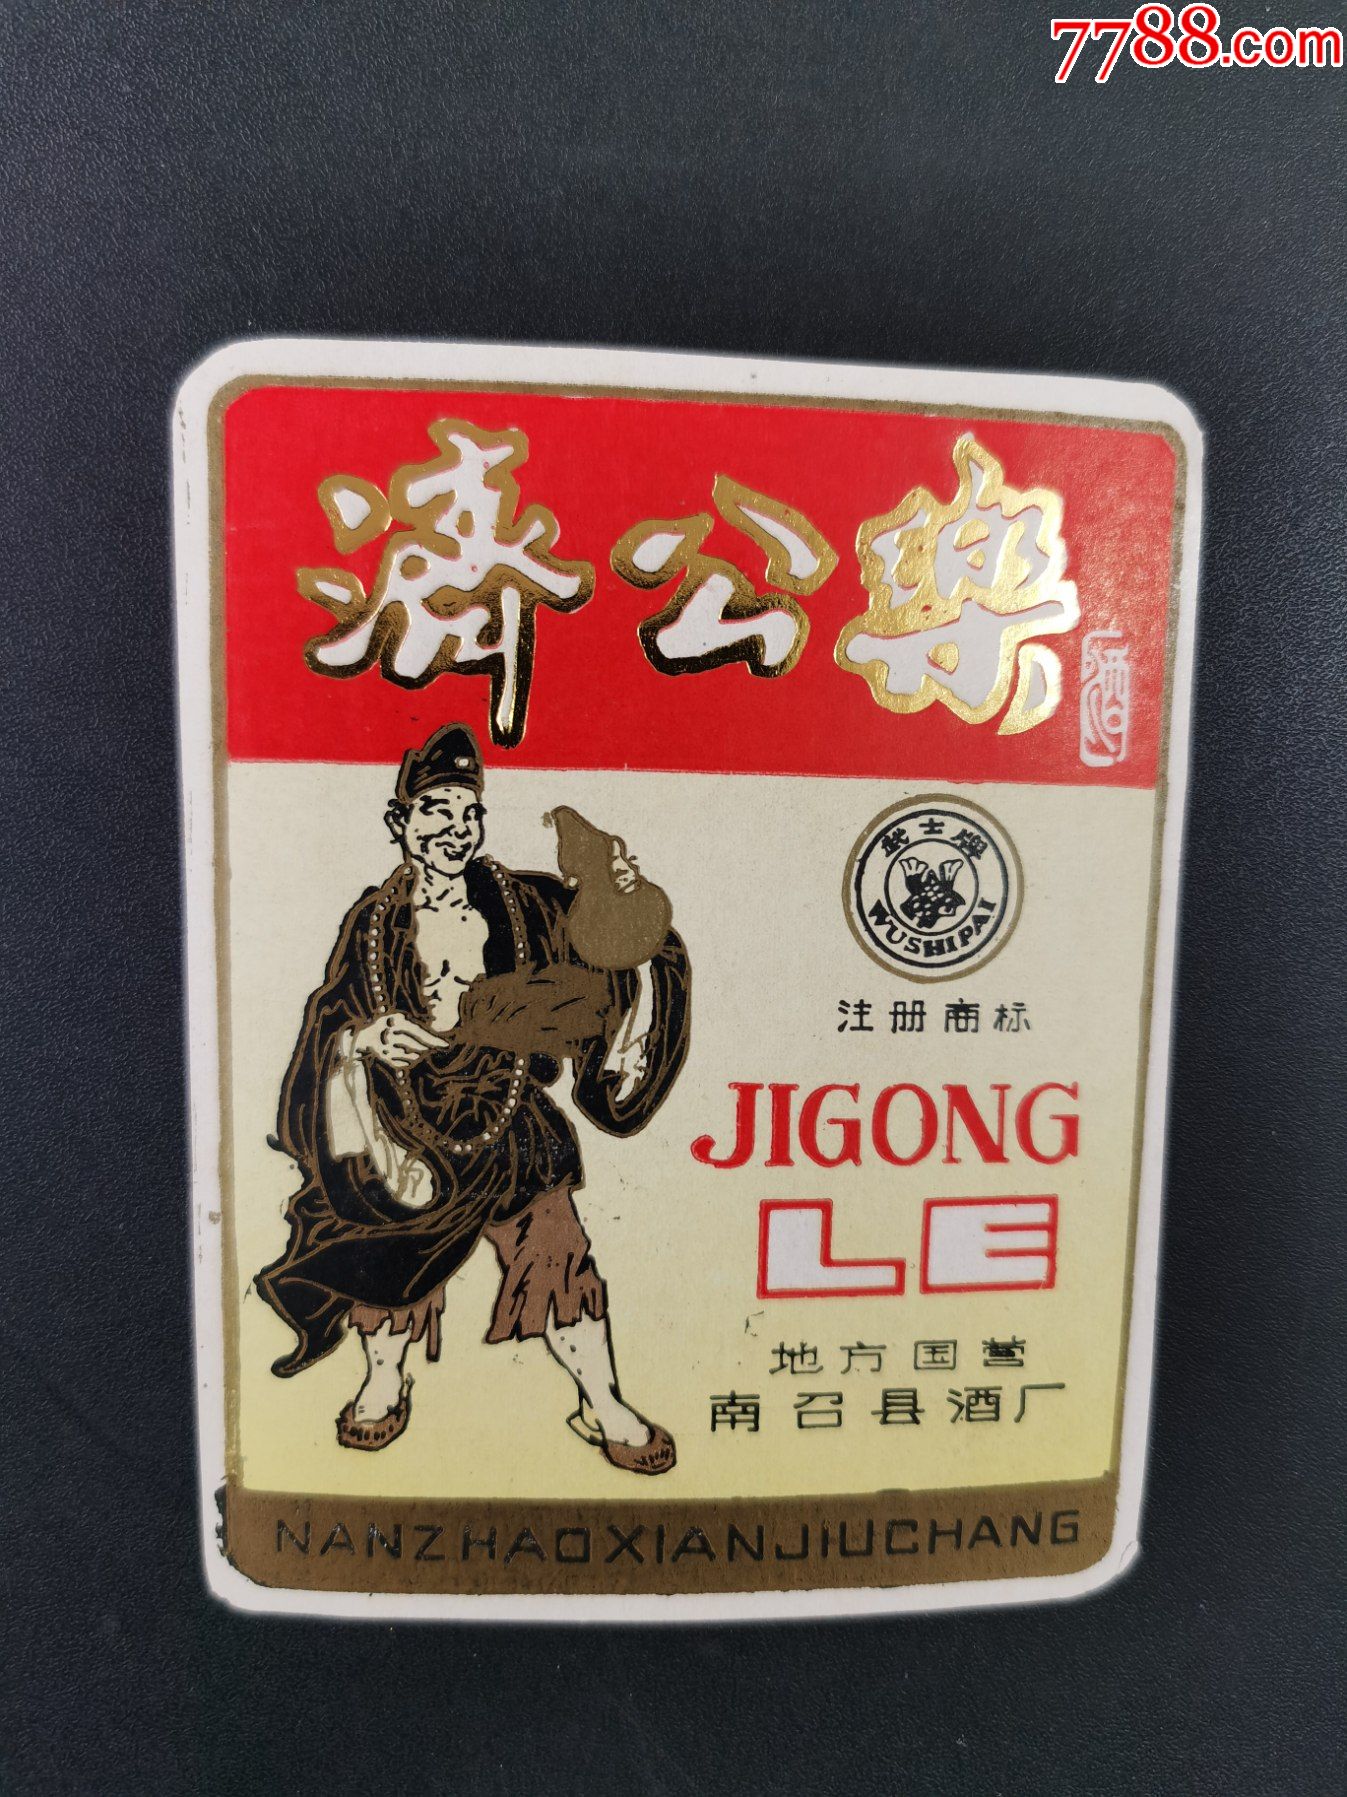 7788.com
濟公樂
酒
武士牌
WUSHIPAI
注册商标
JIGONG
LE
地方国营
南召县酒厂
NANZHAOXIANJIUCHANG